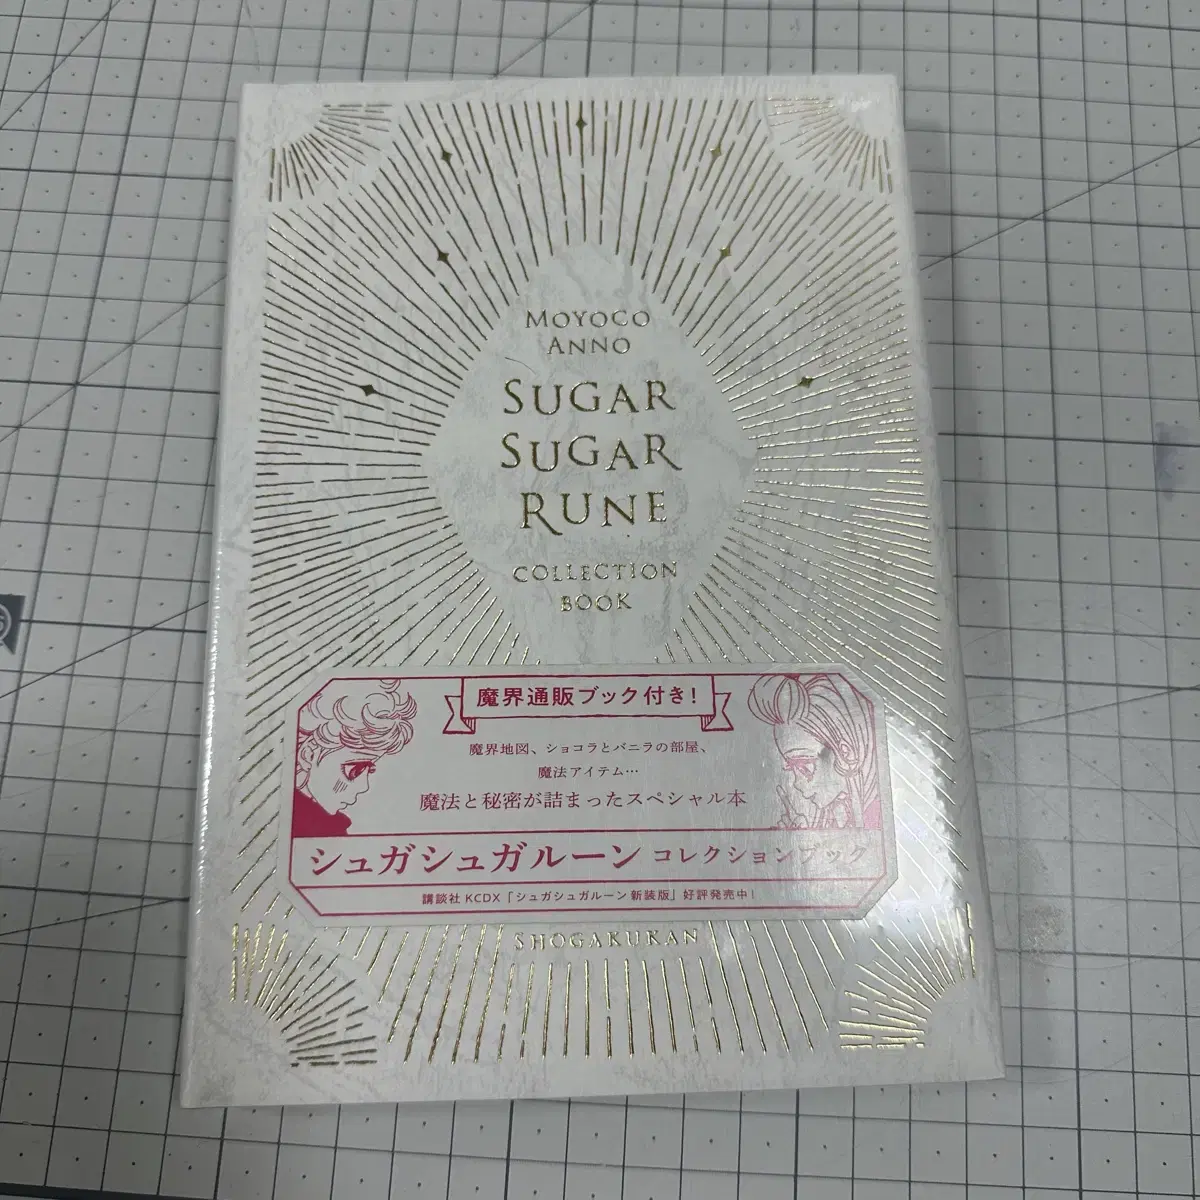 MOYOCO
ANNO
SUGAR
SUGAR
RUNE
COLLECTION
BOOK
魔界通販ブック付き!
魔界地図、ショコラとバニラの部屋、
魔法アイテム…
魔法と秘密が詰まったスペシャル本
シュガシュガルーン コレクションブック
講談社 KCDX「シュガシュガルーン 新装版」好評発売中!
SHOGAKUKAN